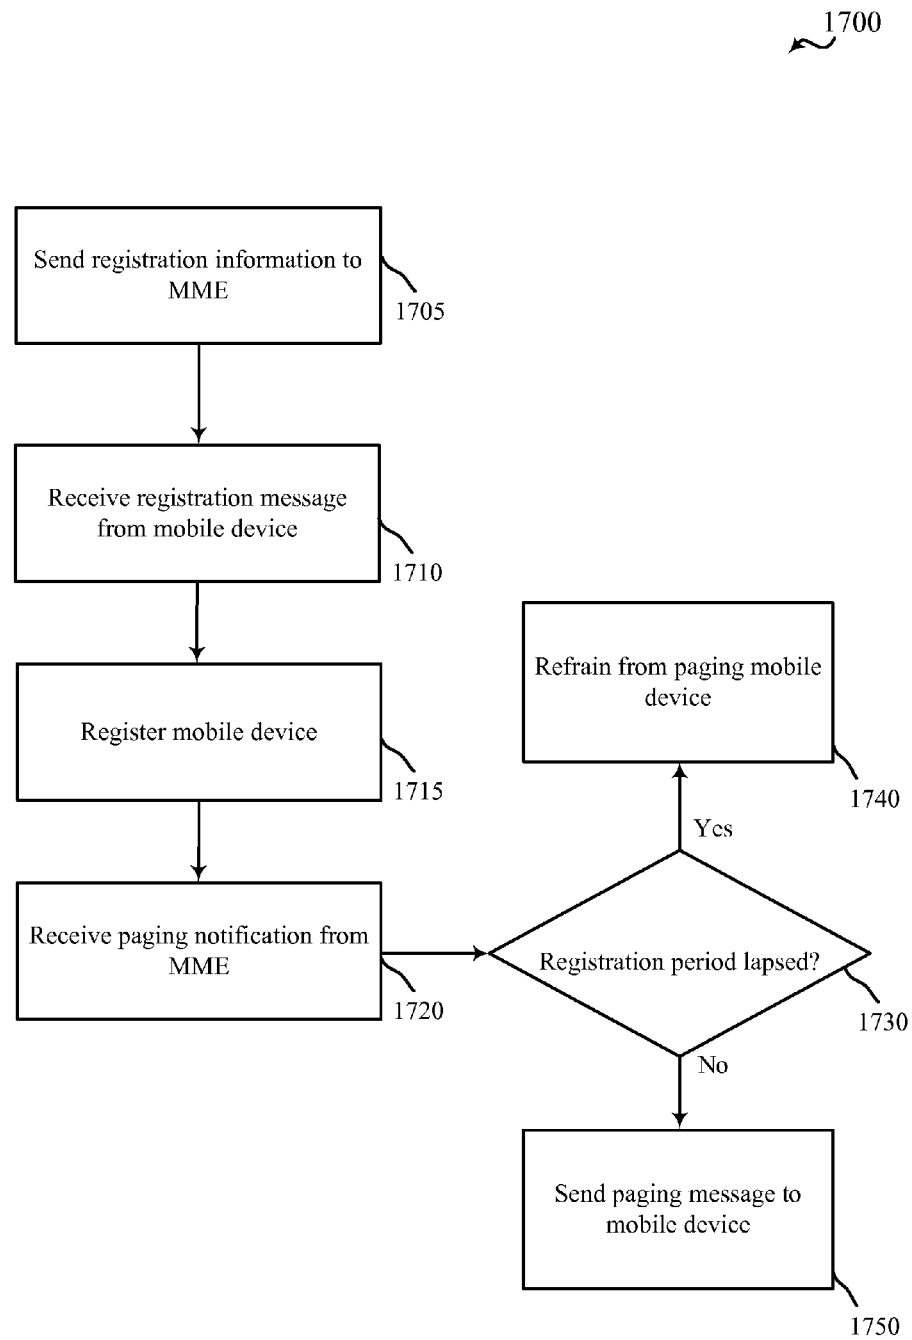 1700
Send registration information to
MME
1705
Receive registration message
from mobile device
1710
Register mobile device
1715
Receive paging notification from
MME
1720
Registration period lapsed?
1730
Yes
Refrain from paging mobile
device
1740
No
Send paging message to
mobile device
1750